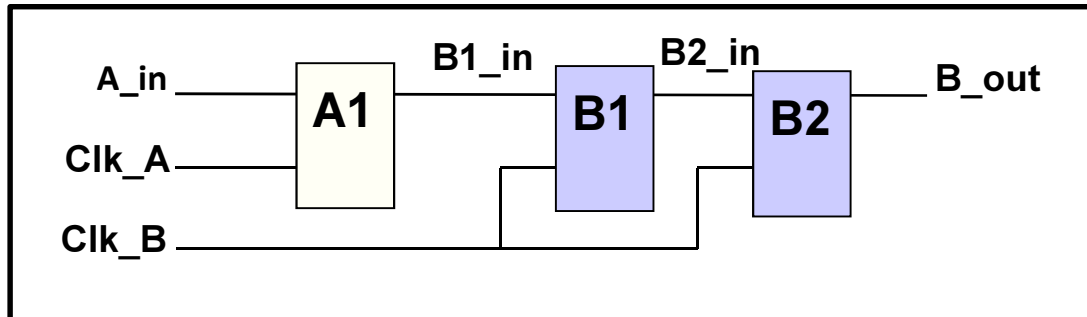 A_in
B1_in
B2_in
B_out
A1
B1
B2
Clk_A
Clk_B